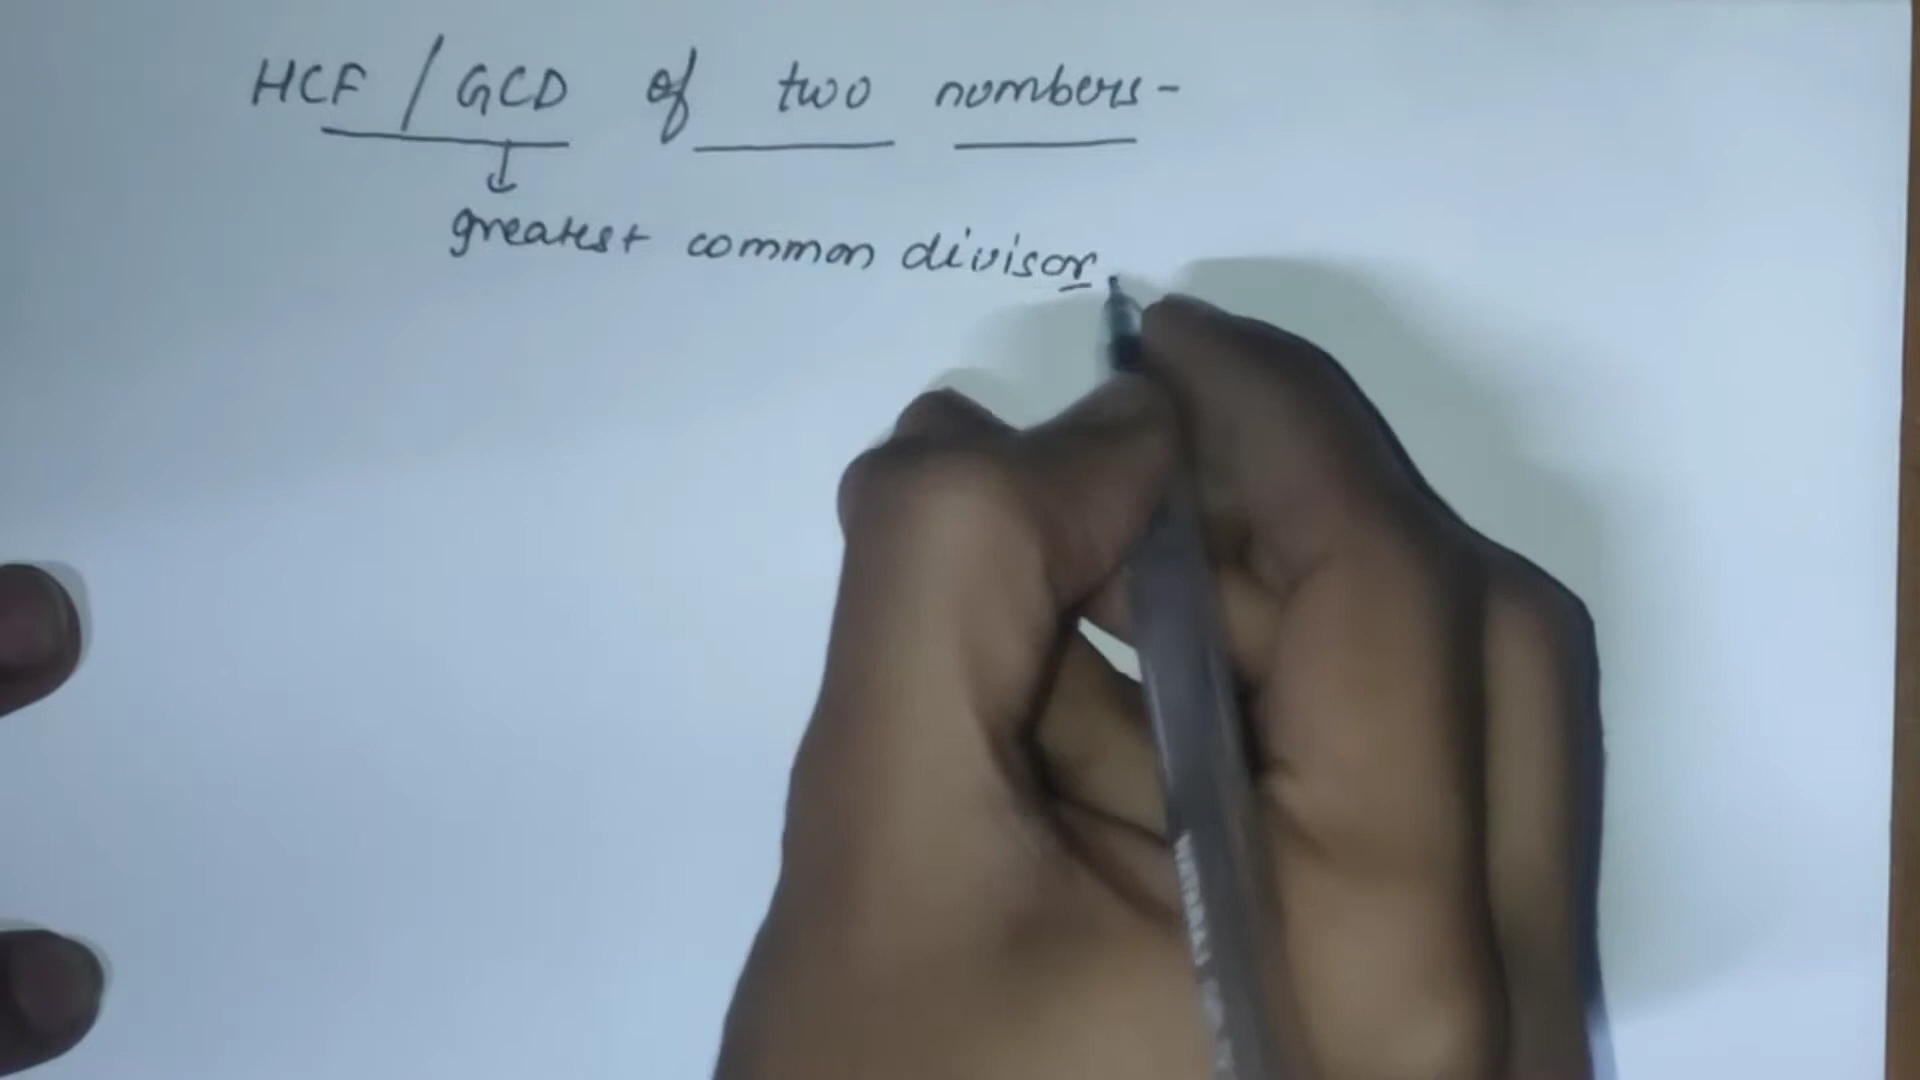 HCF / GCD of two numbers -
greatest common divisor